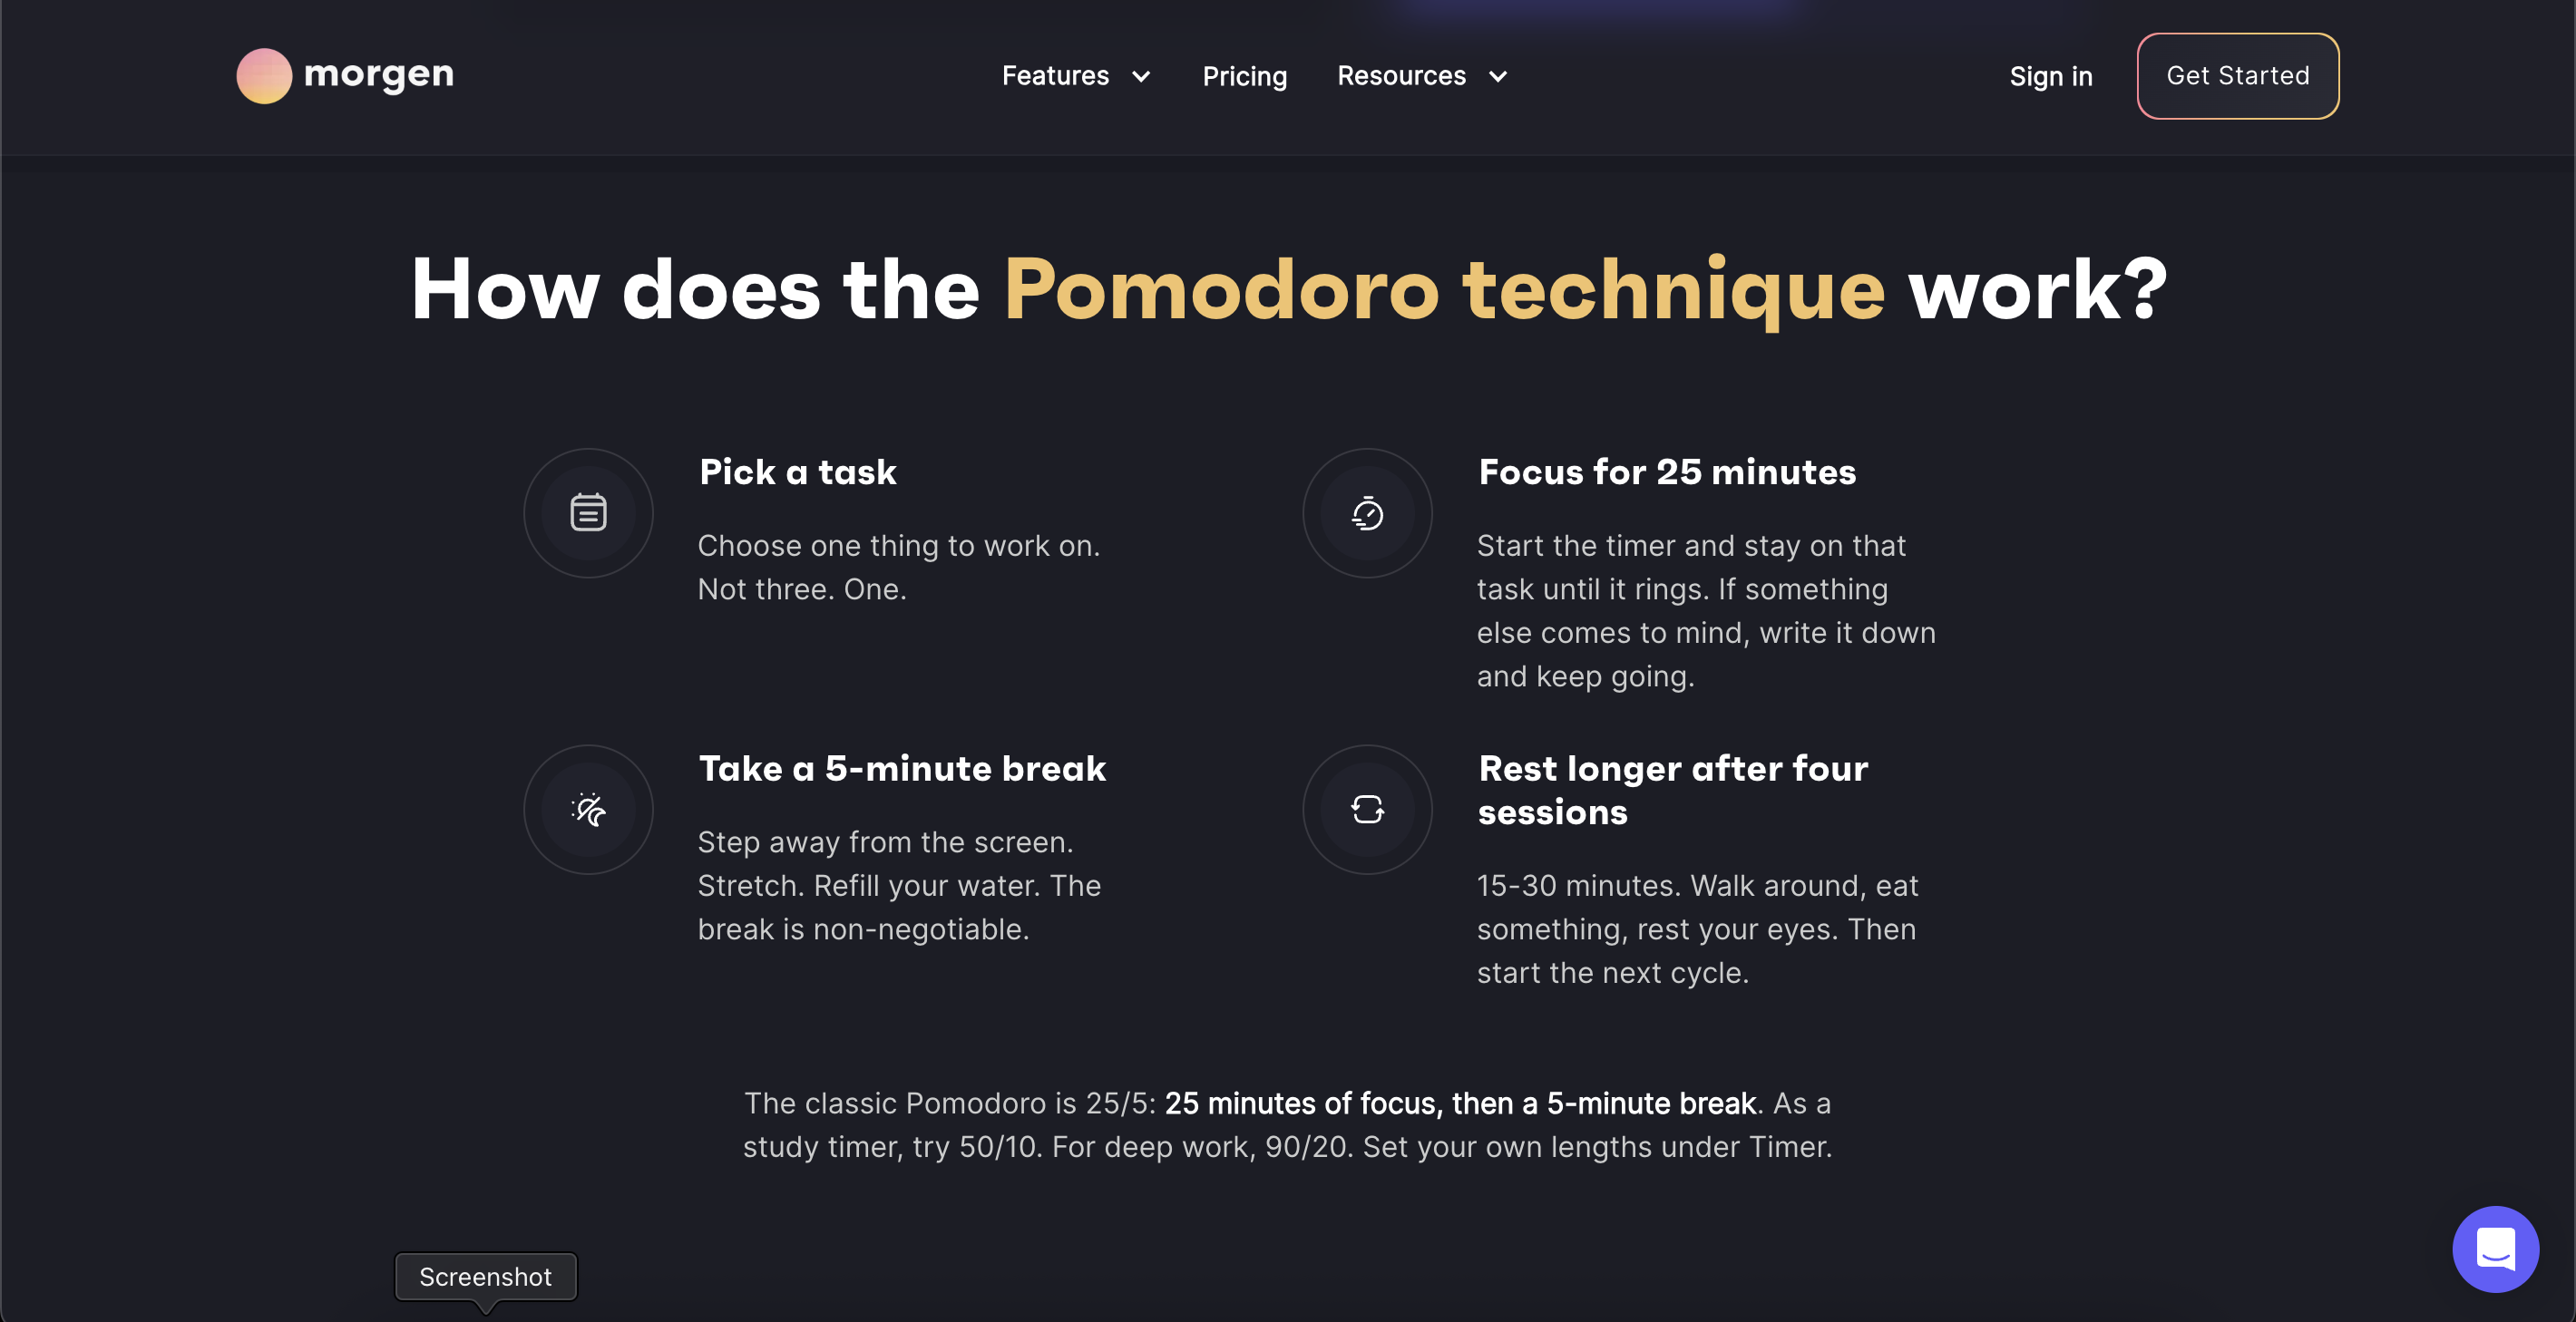 morgen
Features
Pricing
Resources
Sign in
Get Started
How does the Pomodoro technique work?
Pick a task
Choose one thing to work on.
Not three. One.
Focus for 25 minutes
Start the timer and stay on that
task until it rings. If something
else comes to mind, write it down
and keep going.
Take a 5-minute break
Step away from the screen.
Stretch. Refill your water. The
break is non-negotiable.
Rest longer after four
sessions
15-30 minutes. Walk around, eat
something, rest your eyes. Then
start the next cycle.
The classic Pomodoro is 25/5: 25 minutes of focus, then a 5-minute break. As a
study timer, try 50/10. For deep work, 90/20. Set your own lengths under Timer.
Screenshot